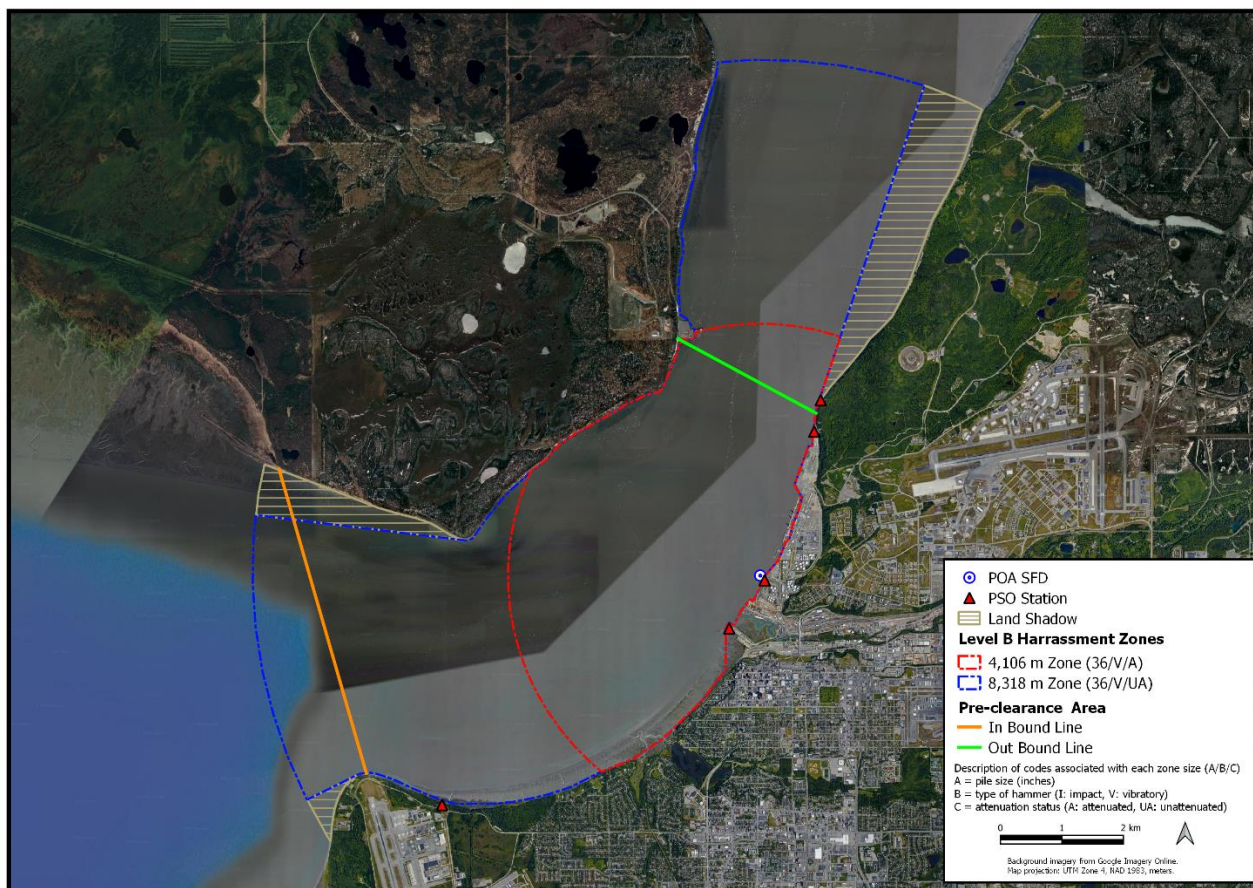 POA SFD
PSO Station
Land Shadow
Level B Harrassment Zones
4,106 m Zone (36/V/A)
8,318 m Zone (36/V/UA)
Pre-clearance Area
In Bound Line
Out Bound Line
Description of codes associated with each zone size (A/B/C)
A = pile size (inches)
B = type of hammer (I: impact, V: vibratory)
C = attenuation status (A: attenuated, UA: unattenuated)
0 1 2 km
Background imagery from Google Imagery Online.
Map projection: UTM Zone 4, NAD 1983, meters.